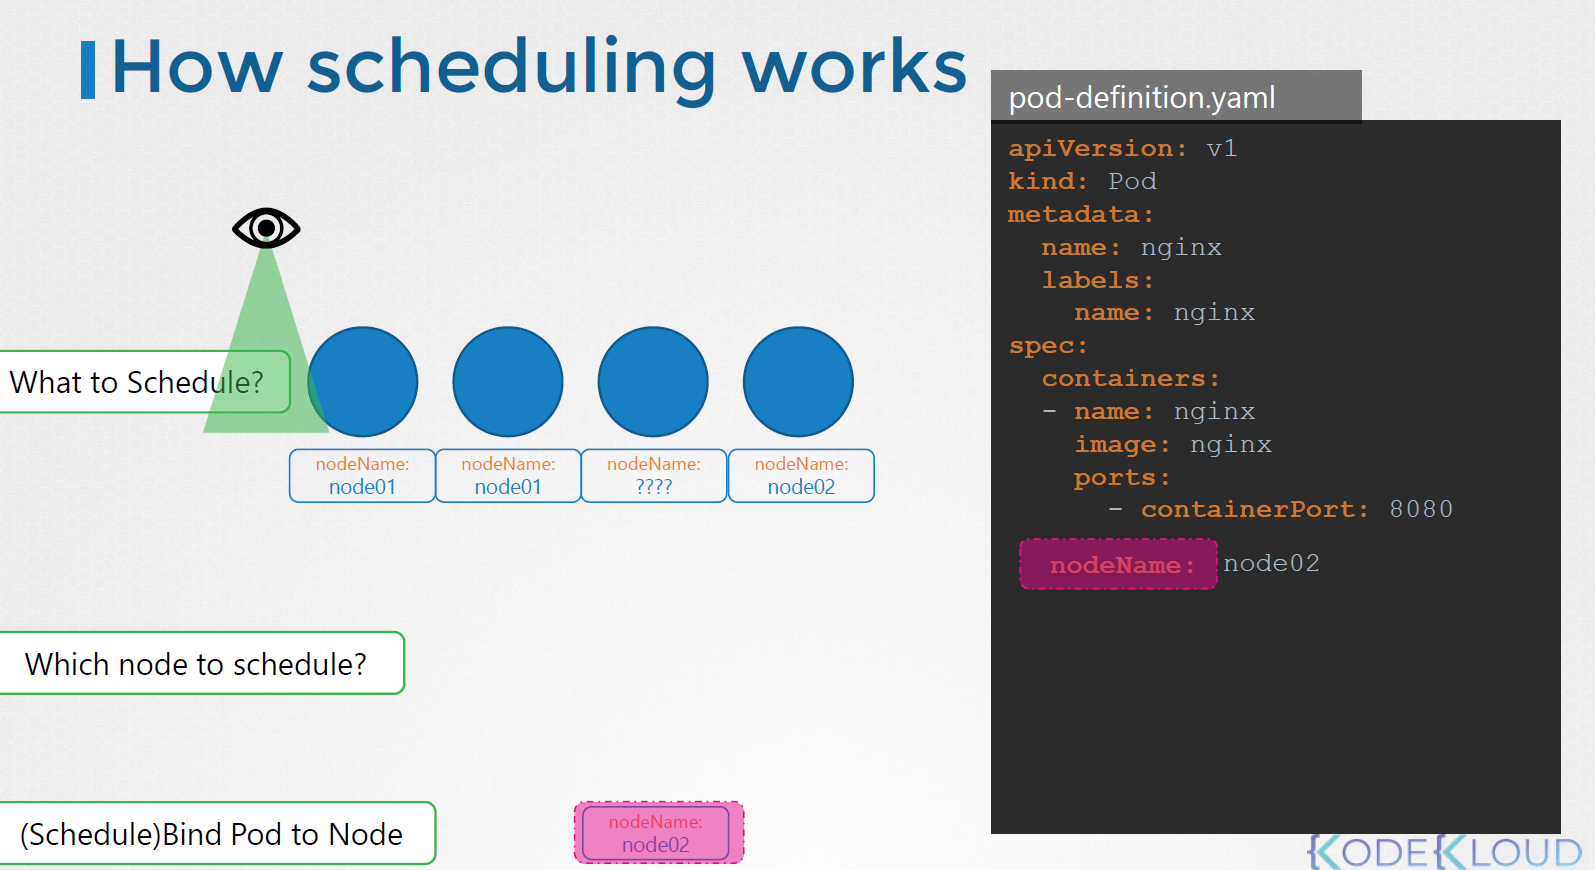 How scheduling works
pod-definition.yaml
apiVersion: v1
kind: Pod
metadata:
  name: nginx
  labels:
    name: nginx
spec:
  containers:
  - name: nginx
    image: nginx
    ports:
      - containerPort: 8080
  nodeName: node02
What to Schedule?
nodeName:
node01
nodeName:
node01
nodeName:
????
nodeName:
node02
Which node to schedule?
(Schedule)Bind Pod to Node
nodeName:
node02
KODEKLOUD